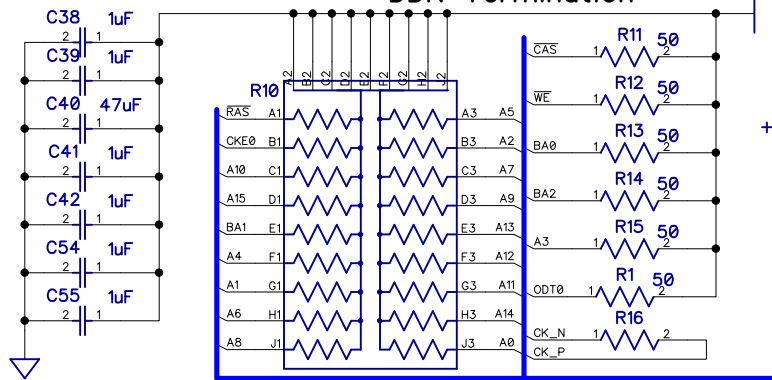 DDR Termination
C38 1uF
2 1
C39 1uF
2 1
C40 47uF
2 1
C41 1uF
2 1
C42 1uF
2 1
C54 1uF
2 1
C55 1uF
2 1
A2 B2 C2 D2 E2 F2 G2 H2 J2
R10
RAS A1 A3 A5
CKE0 B1 B3 A2
A10 C1 C3 A7
A15 D1 D3 A9
BA1 E1 E3 A13
A4 F1 F3 A12
A1 G1 G3 A11
A6 H1 H3 A14
A8 J1 J3 A0
R11 50
CAS 1 2
R12 50
WE 1 2
R13 50
BA0 1 2
R14 50
BA2 1 2
R15 50
A3 1 2
R1 50
ODT0 1 2
R16
CK_N 1 2
CK_P
+